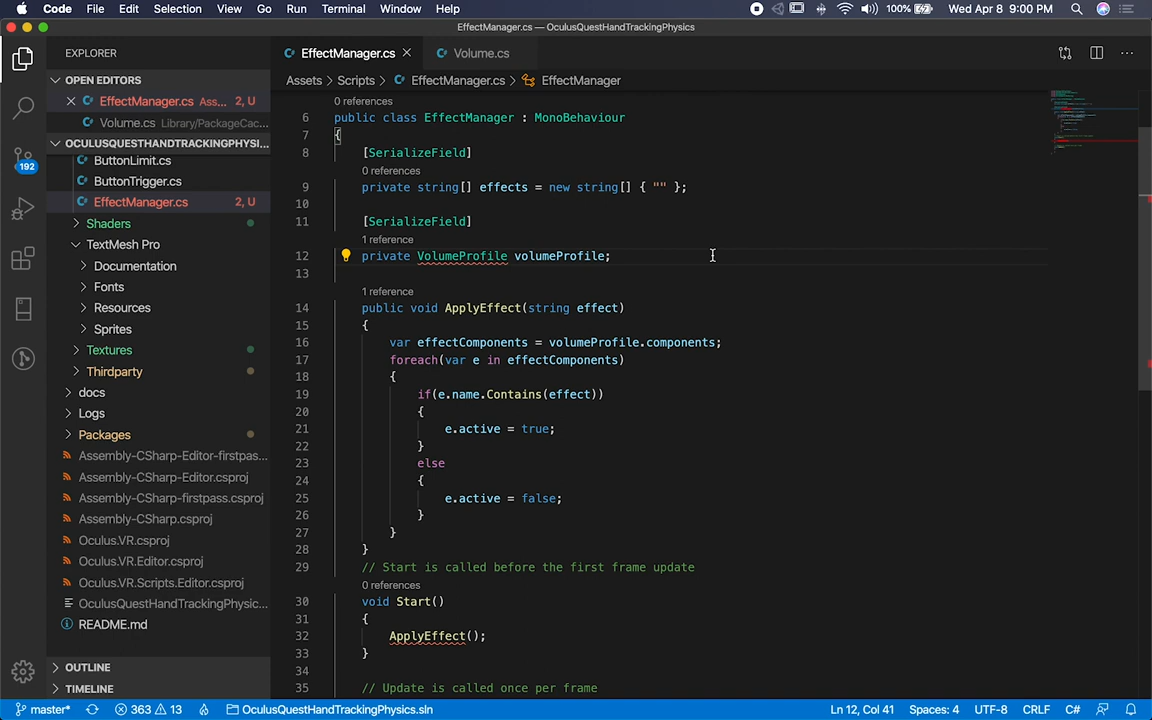 Code File Edit Selection View Go Run Terminal Window Help 100% Wed Apr 8 9:00 PM
EffectManager.cs — OculusQuestHandTrackingPhysics
EXPLORER
OPEN EDITORS
EffectManager.cs Ass... 2, U
Volume.cs Library/PackageCac...
OCULUSQUESTHANDTRACKINGPHYSI...
ButtonLimit.cs
ButtonTrigger.cs
EffectManager.cs 2, U
Shaders
TextMesh Pro
Documentation
Fonts
Resources
Sprites
Textures
Thirdparty
docs
Logs
Packages
Assembly-CSharp-Editor-firstpas...
Assembly-CSharp-Editor.csproj
Assembly-CSharp-firstpass.csproj
Assembly-CSharp.csproj
Oculus.VR.csproj
Oculus.VR.Editor.csproj
Oculus.VR.Scripts.Editor.csproj
OculusQuestHandTrackingPhysic...
README.md
OUTLINE
TIMELINE
192
EffectManager.cs Volume.cs
Assets > Scripts > EffectManager.cs > EffectManager
0 references
6 public class EffectManager : MonoBehaviour
7 {
8 [SerializeField]
0 references
9 private string[] effects = new string[] { "" };
10
11 [SerializeField]
1 reference
12 private VolumeProfile volumeProfile;
13
1 reference
14 public void ApplyEffect(string effect)
15 {
16 var effectComponents = volumeProfile.components;
17 foreach(var e in effectComponents)
18 {
19 if(e.name.Contains(effect))
20 {
21 e.active = true;
22 }
23 else
24 {
25 e.active = false;
26 }
27 }
28 }
29 // Start is called before the first frame update
0 references
30 void Start()
31 {
32 ApplyEffect();
33 }
34
35 // Update is called once per frame
master* 363 13 OculusQuestHandTrackingPhysics.sln Ln 12, Col 41 Spaces: 4 UTF-8 CRLF C#